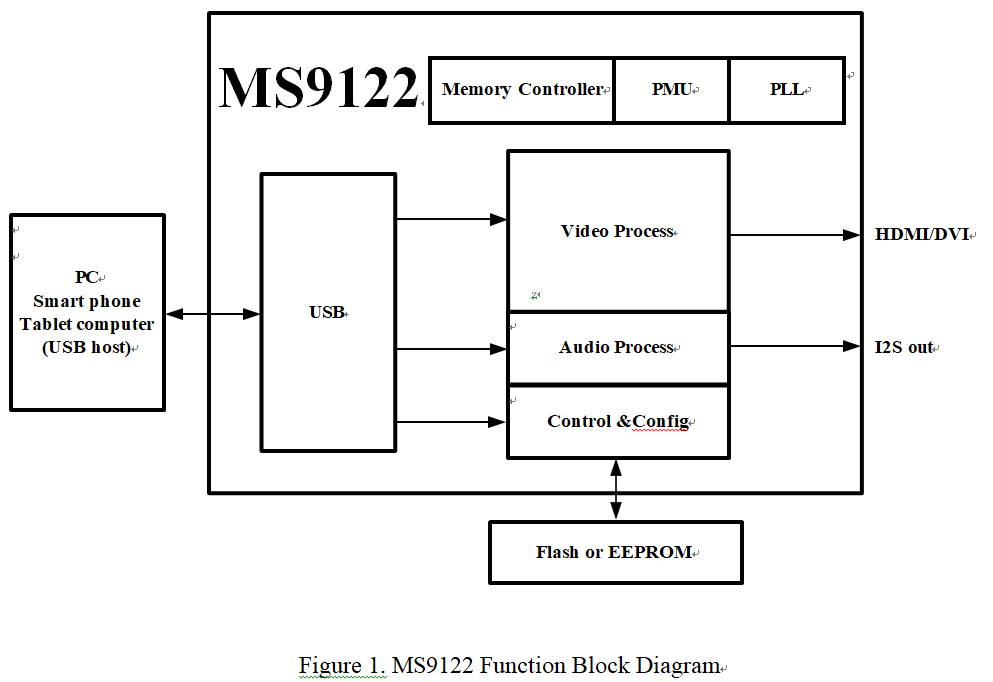 MS9122
Memory Controller
PMU
PLL
PC
Smart phone
Tablet computer
(USB host)
USB
Video Process
z
HDMI/DVI
Audio Process
I2S out
Control &Config
Flash or EEPROM
Figure 1. MS9122 Function Block Diagram